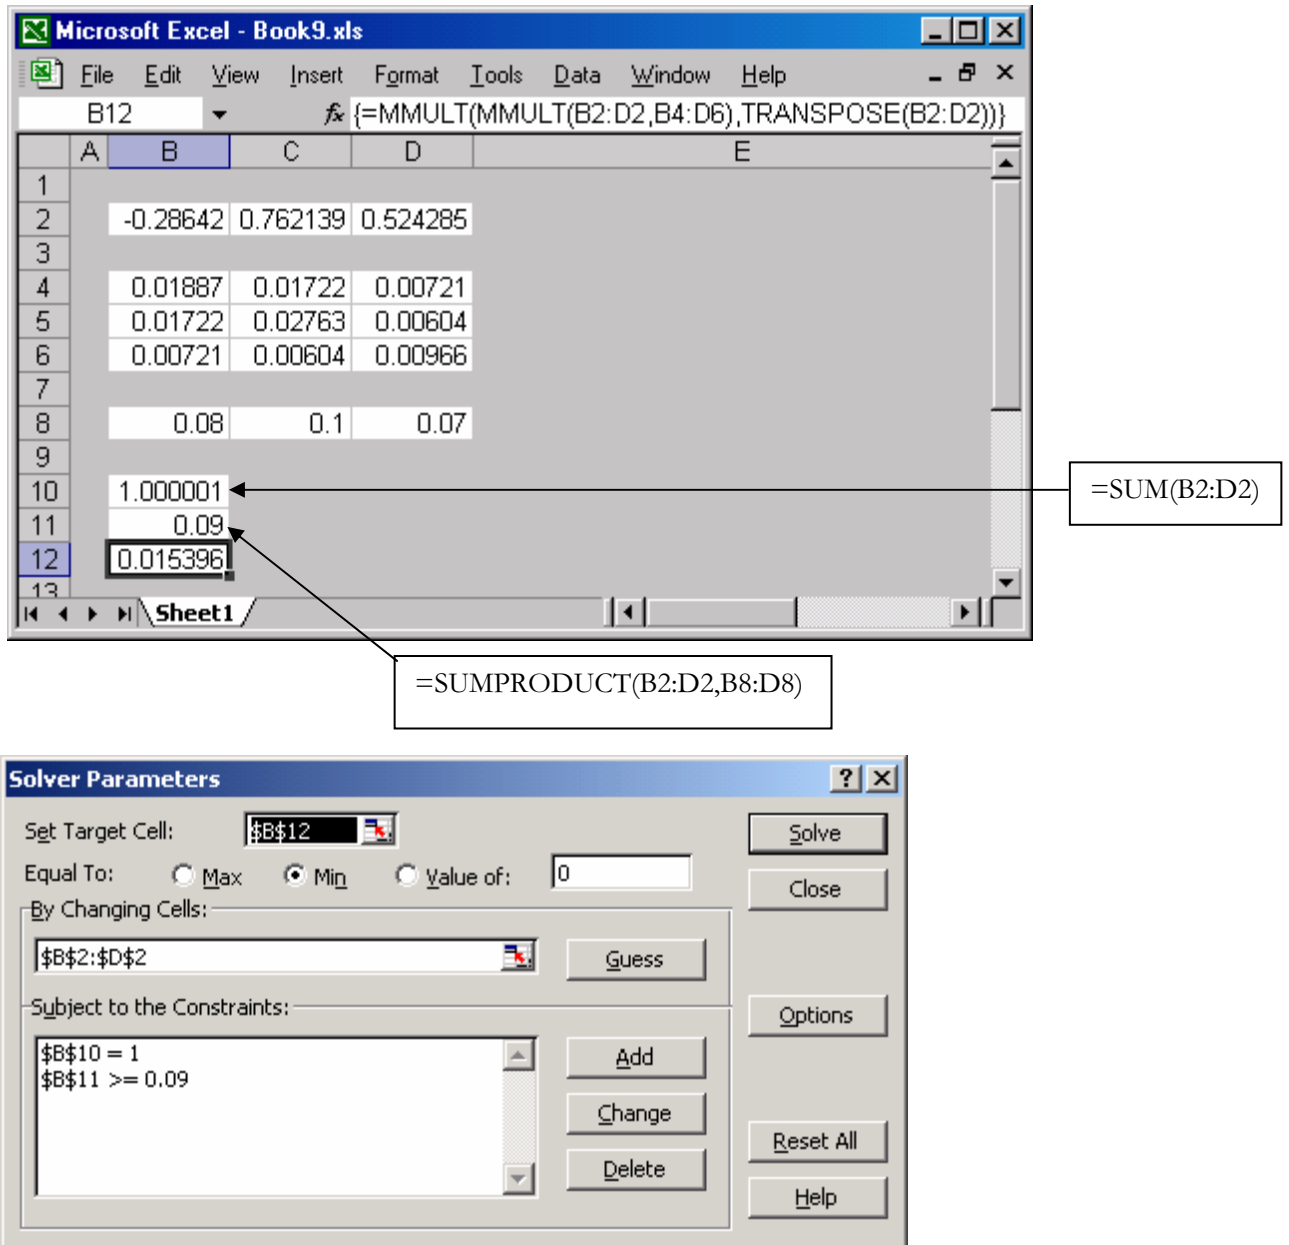 Microsoft Excel - Book9.xls
File Edit View Insert Format Tools Data Window Help
B12 fx {=MMULT(MMULT(B2:D2,B4:D6),TRANSPOSE(B2:D2))}
A B C D E
1
2 -0.28642 0.762139 0.524285
3
4 0.01887 0.01722 0.00721
5 0.01722 0.02763 0.00604
6 0.00721 0.00604 0.00966
7
8 0.08 0.1 0.07
9
10 1.000001 =SUM(B2:D2)
11 0.09
12 0.015396
13
Sheet1
=SUMPRODUCT(B2:D2,B8:D8)
Solver Parameters
Set Target Cell: $B$12 Solve
Equal To: Max Min Value of: 0 Close
By Changing Cells:
$B$2:$D$2 Guess
Subject to the Constraints: Options
$B$10 = 1 Add
$B$11 >= 0.09
Change
Reset All
Delete
Help